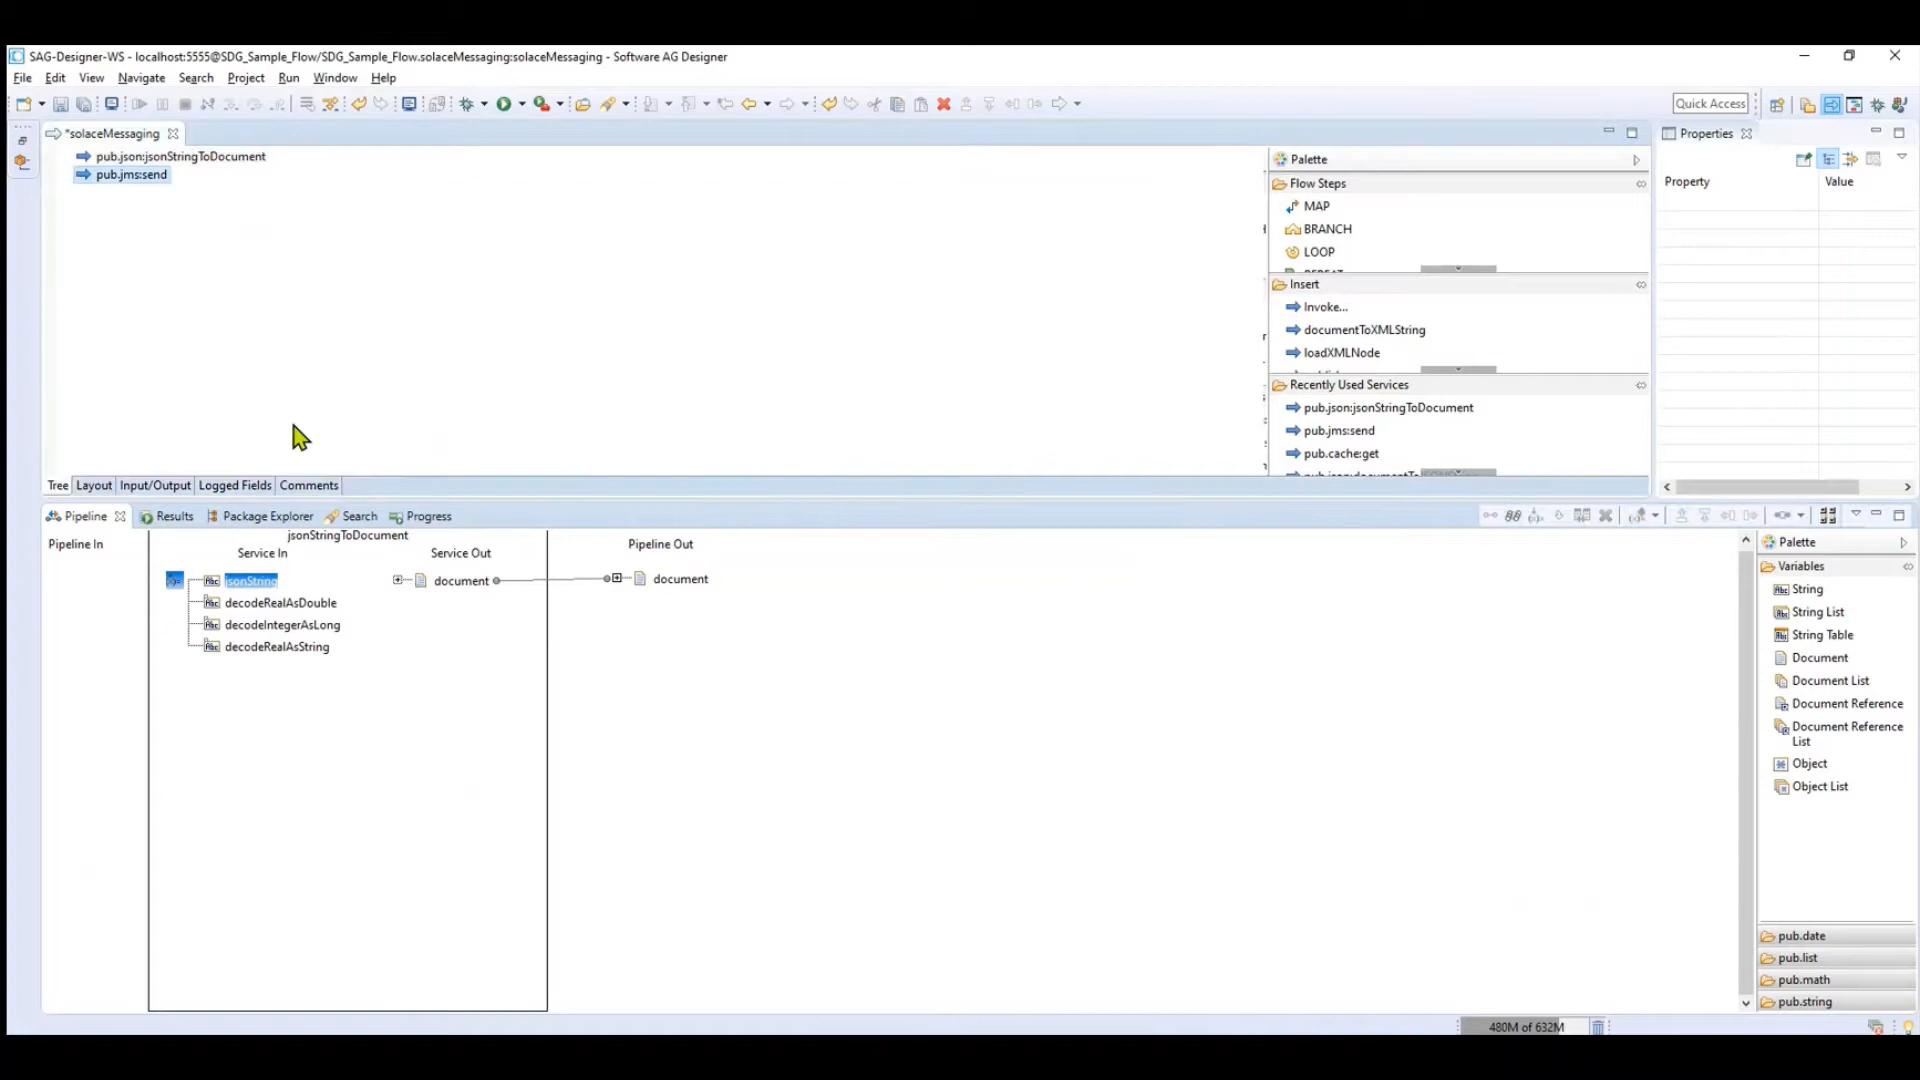 SAG-Designer-WS - localhost:5555@SDG_Sample_Flow/SDG_Sample_Flow.solaceMessaging:solaceMessaging - Software AG Designer
File Edit View Navigate Search Project Run Window Help
Quick Access
*solaceMessaging
pub.json:jsonStringToDocument
pub.jms:send
Palette
Flow Steps
MAP
BRANCH
LOOP
Insert
Invoke...
documentToXMLString
loadXMLNode
Recently Used Services
pub.json:jsonStringToDocument
pub.jms:send
pub.cache:get
Properties
Property Value
Tree Layout Input/Output Logged Fields Comments
Pipeline Results Package Explorer Search Progress
Pipeline In
jsonStringToDocument
Service In Service Out
Pipeline Out
jsonString
document
document
decodeRealAsDouble
decodeIntegerAsLong
decodeRealAsString
Palette
Variables
String
String List
String Table
Document
Document List
Document Reference
Document Reference
List
Object
Object List
pub.date
pub.list
pub.math
pub.string
480M of 632M